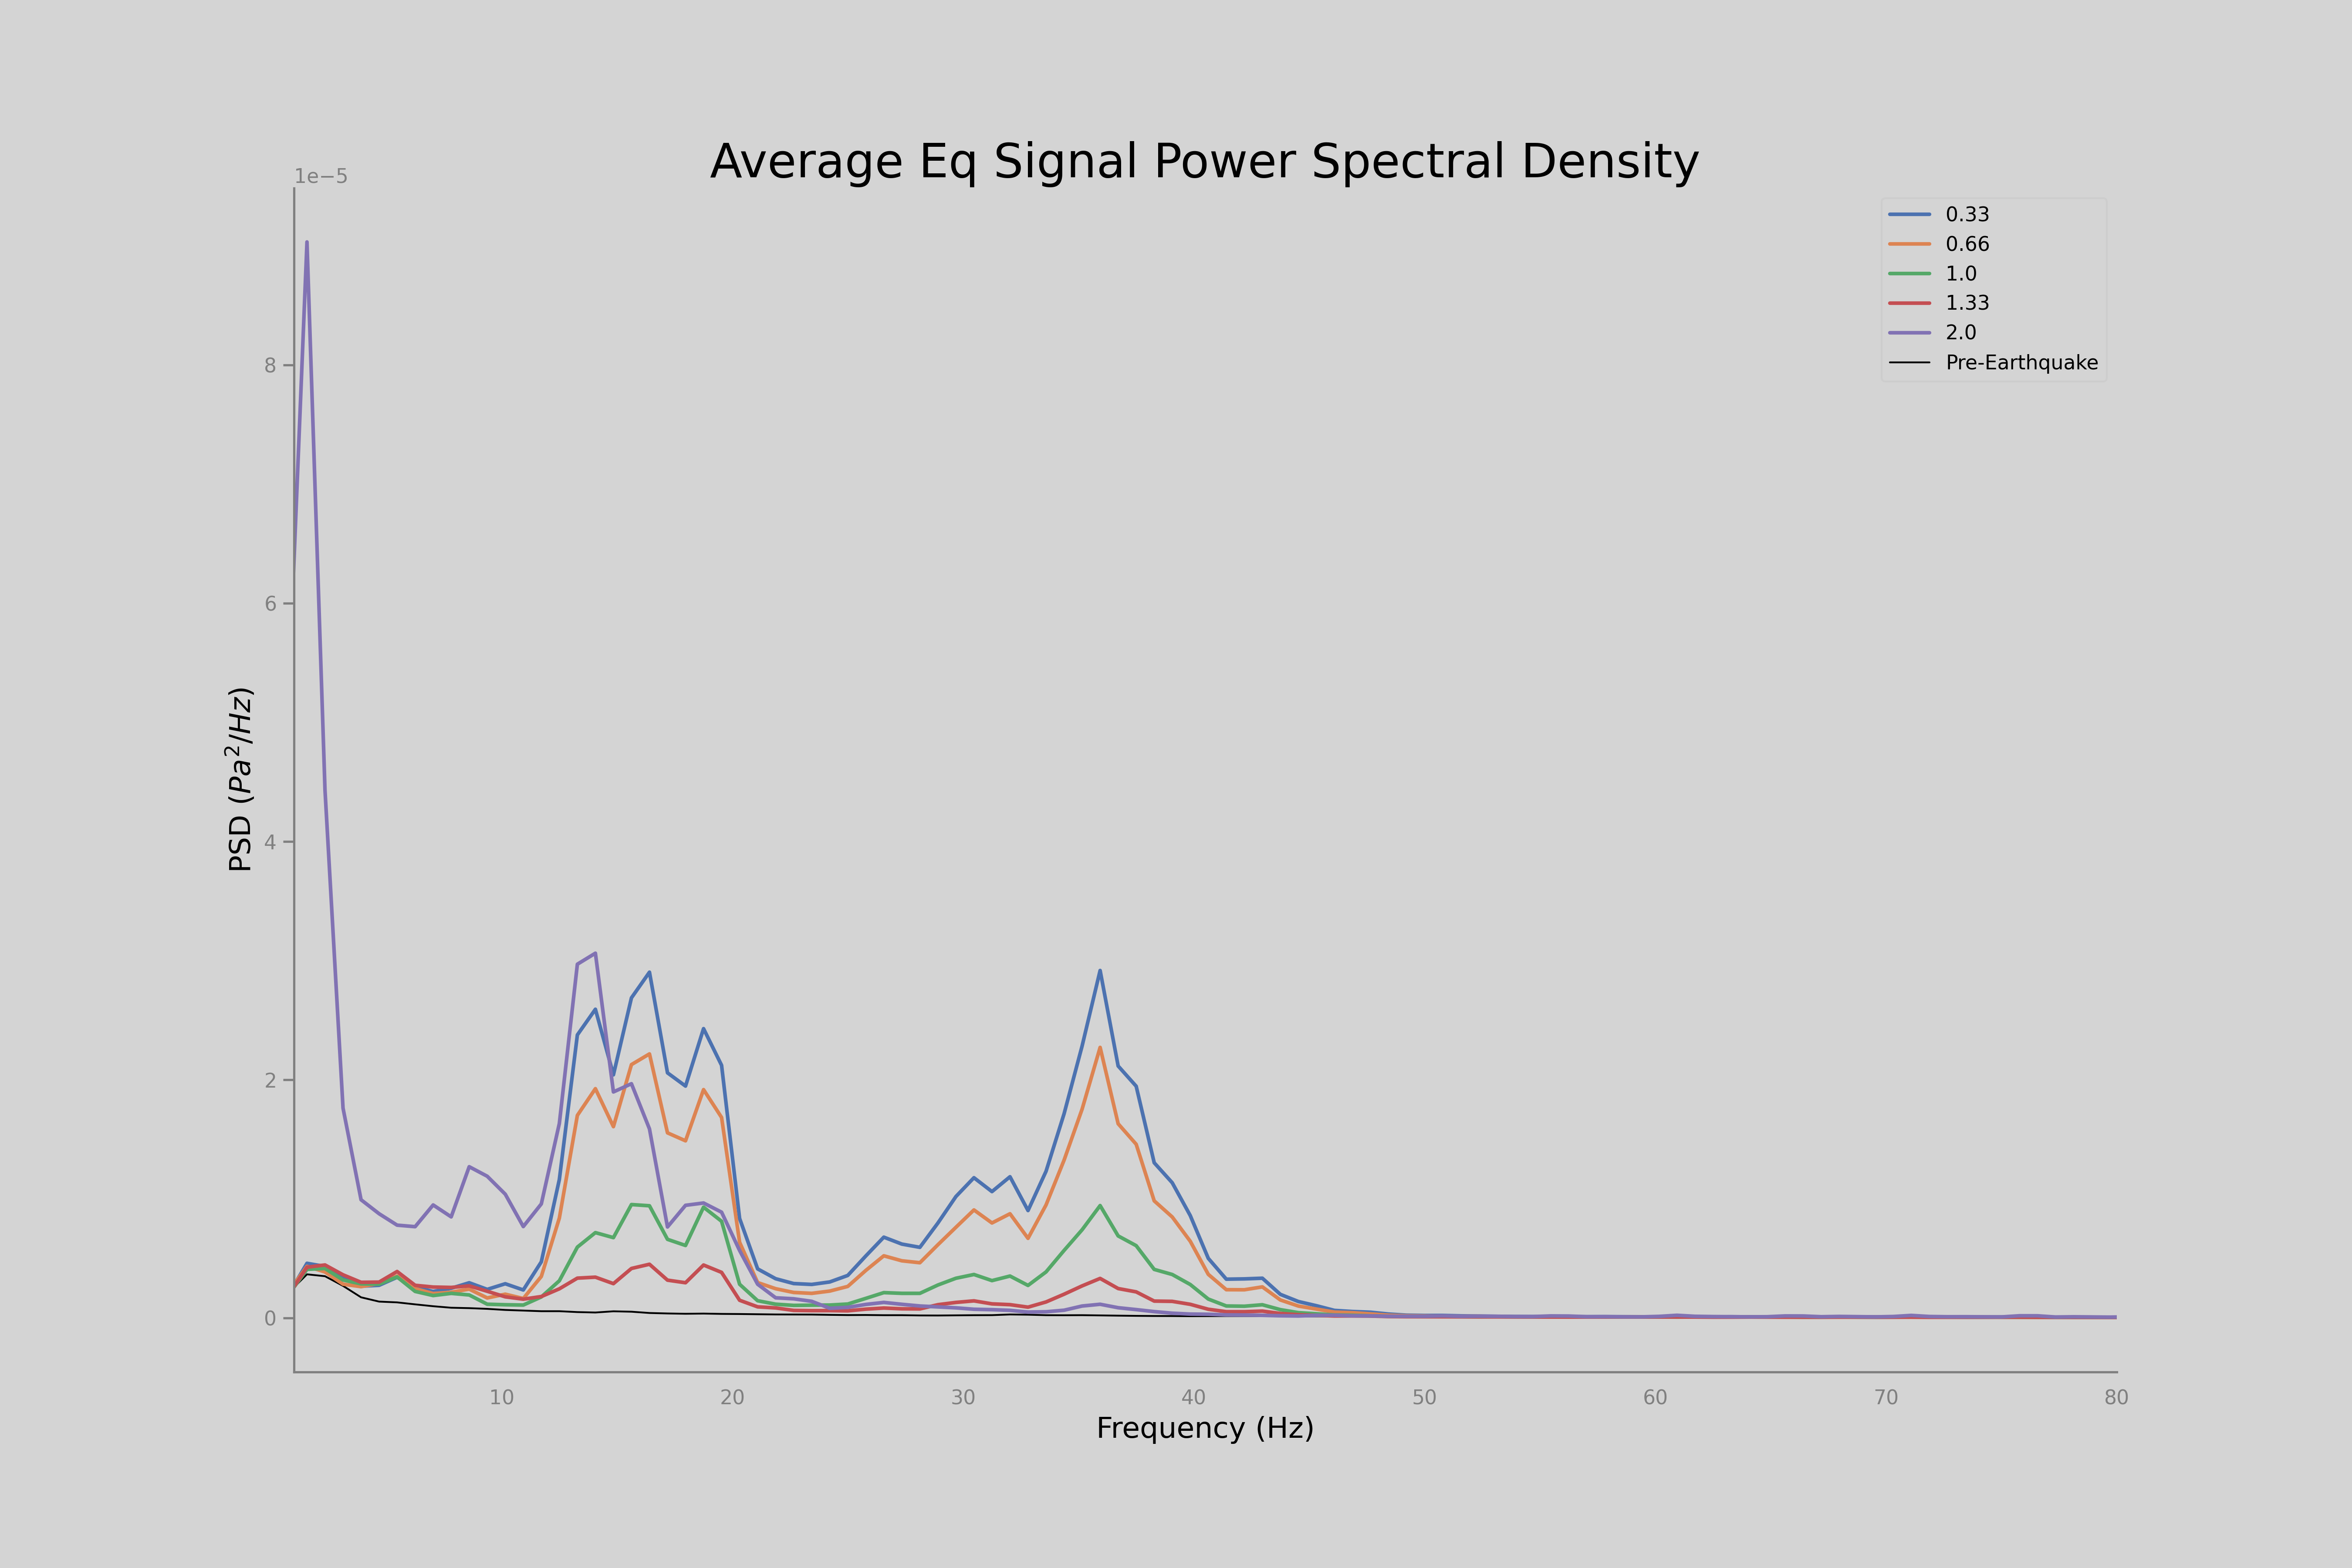 Average Eq Signal Power Spectral Density
1e−5
0.33
0.66
1.0
1.33
2.0
Pre-Earthquake
8
6
4
2
0
PSD (Pa²/Hz)
10 20 30 40 50 60 70 80
Frequency (Hz)